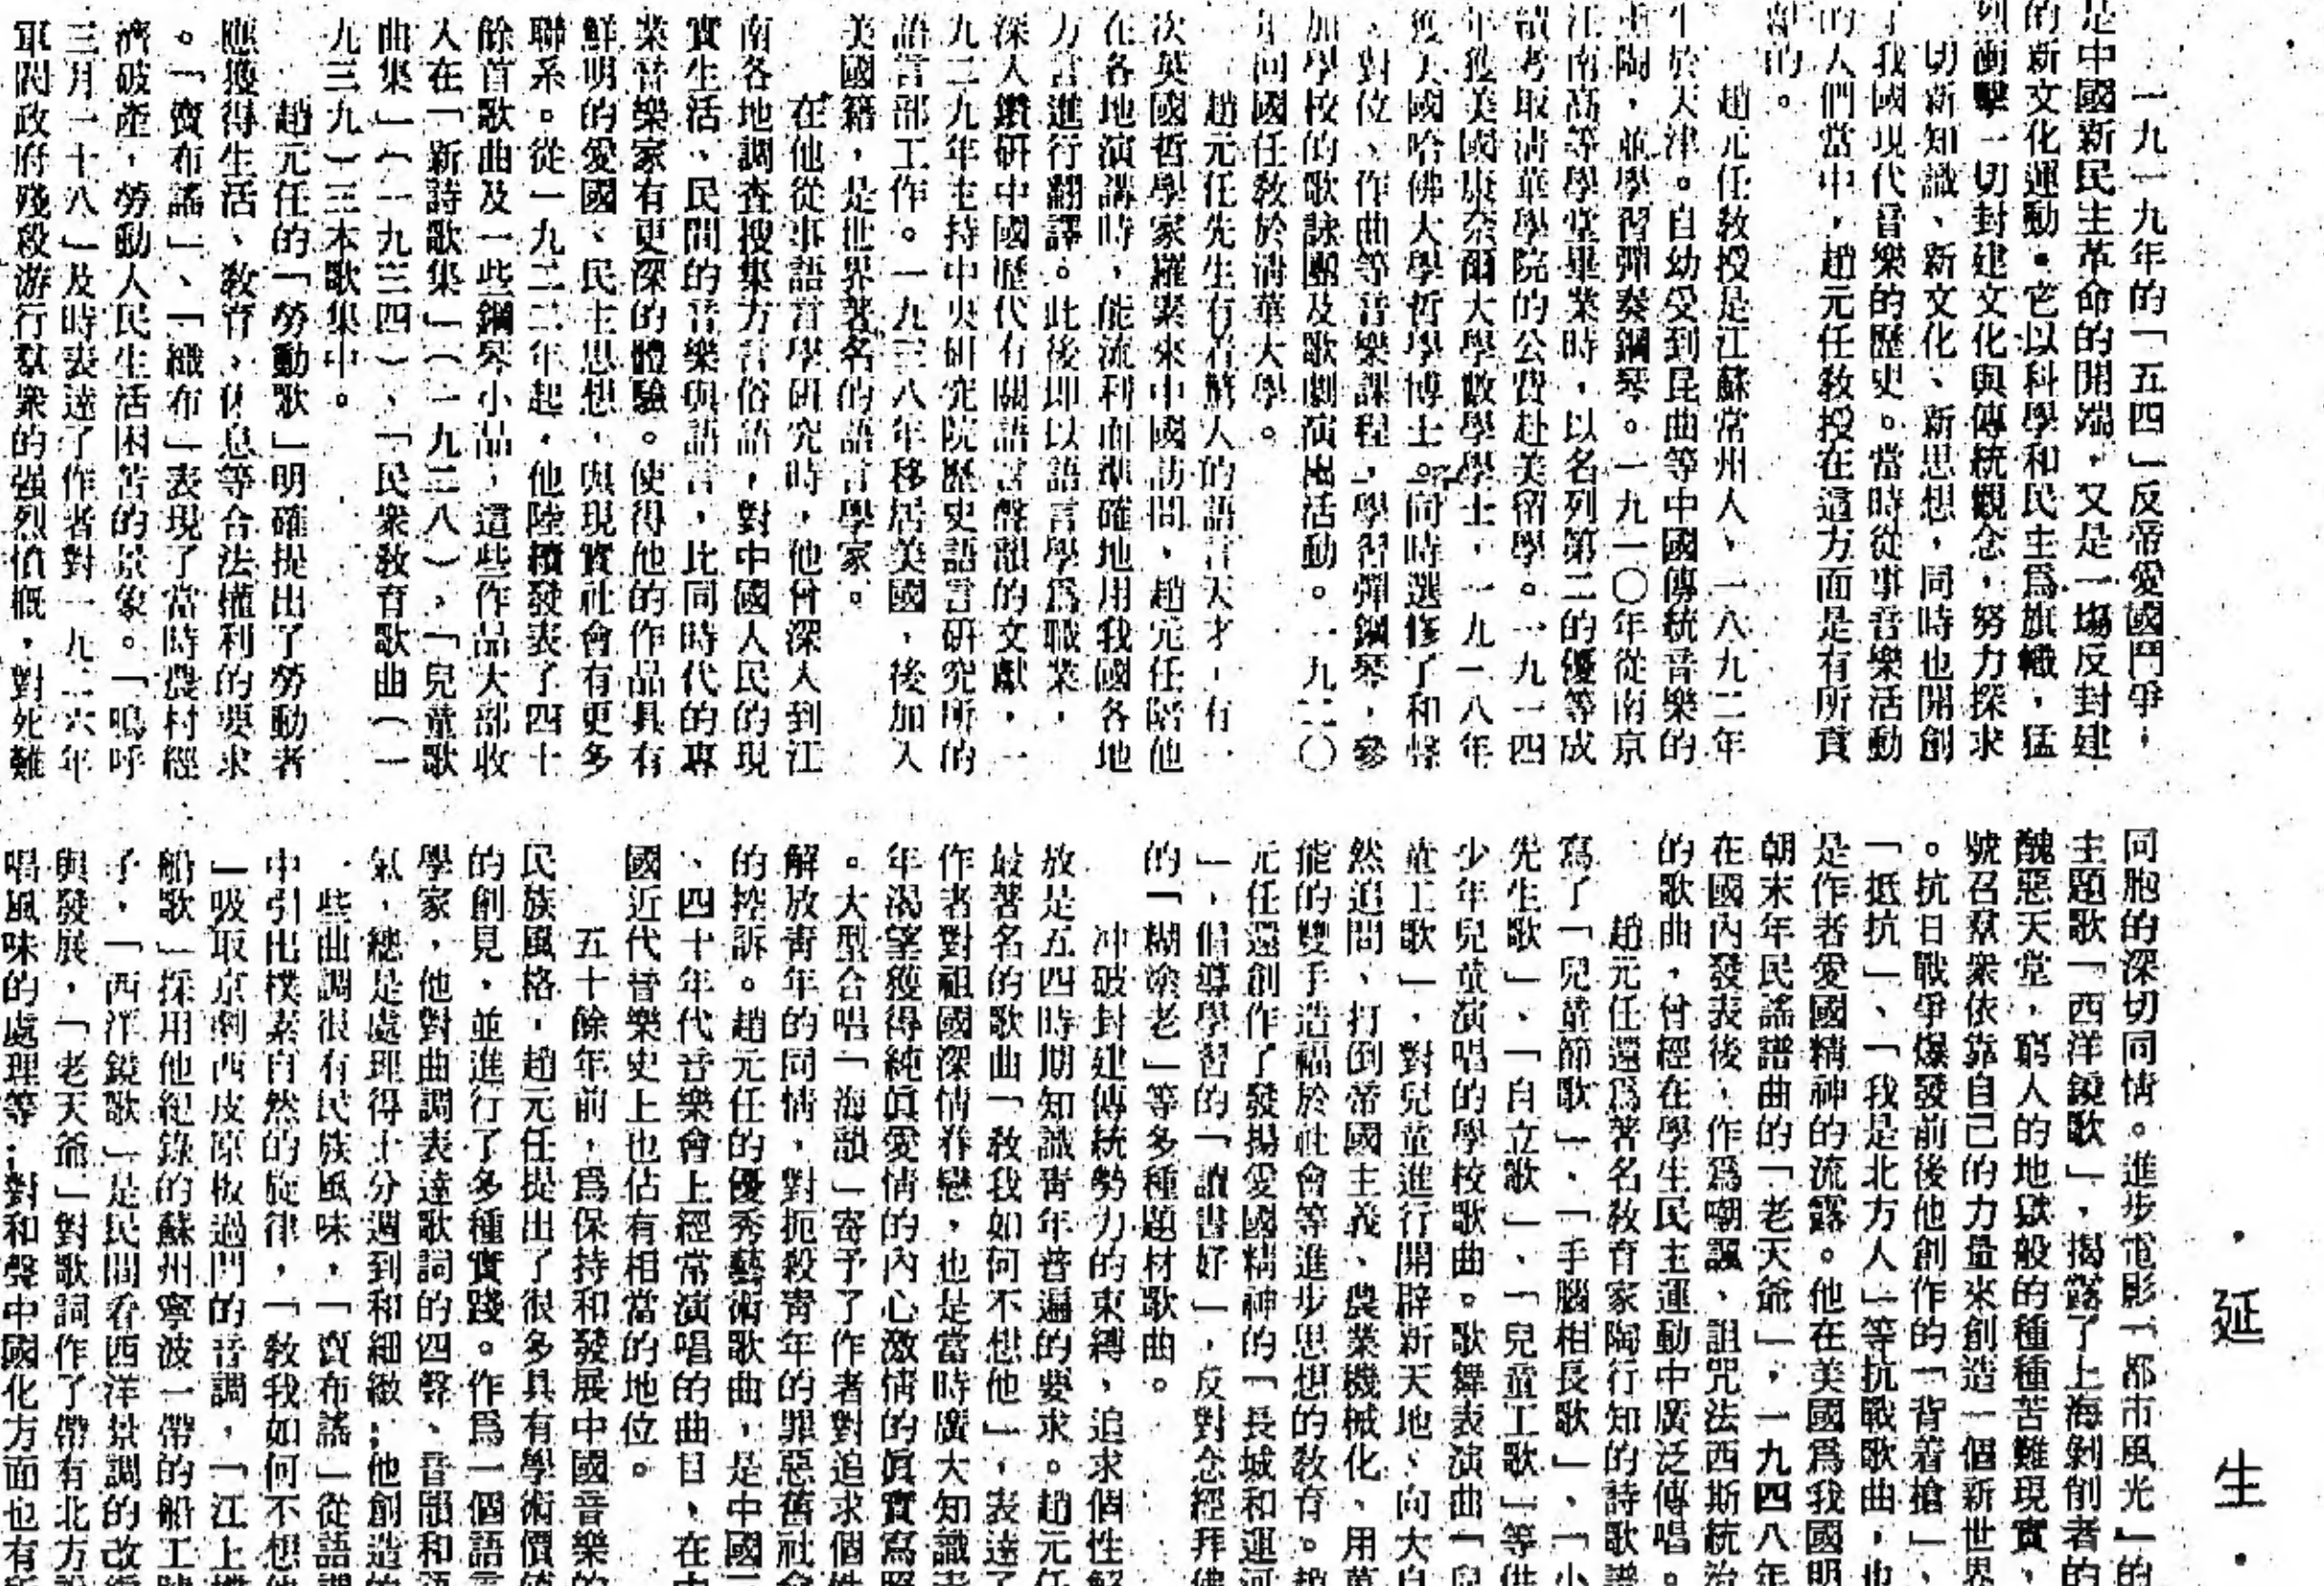 一九一九年的「五四」反帝愛國鬥爭，
是中國新民主革命的開端，又是一場反封建
的新文化運動。它以科學和民主爲旗幟，猛
烈衝擊一切封建文化與傳統觀念，努力探求
一切新知識、新文化、新思想，同時也開創
了我國現代音樂的歷史。當時從事音樂活動
的人們當中，趙元任教授在這方面是有所貢
獻的。
趙元任教授是江蘇常州人，一八九二年
生於天津。自幼受到昆曲等中國傳統音樂的
薰陶，並學習彈奏鋼琴。一九一〇年從南京
江南高等學堂畢業時，以名列第二的優等成
績考取清華學院的公費赴美留學。一九一四
年獲美國康奈爾大學數學學士，一九一八年
獲美國哈佛大學哲學博士。同時選修了和聲
、對位、作曲等音樂課程，學習彈鋼琴，參
加學校的歌詠團及歌劇演出活動。一九二〇
年回國任教於清華大學。
趙元任先生有着驚人的語言天才，有一
次英國哲學家羅素來中國訪問，趙元任陪他
在各地演講時，能流利而準確地用我國各地
方言進行翻譯。此後即以語言學爲職業，
深入鑽研中國歷代有關語言聲韻的文獻，一
九二九年主持中央研究院歷史語言研究所的
語言部工作。一九三八年移居美國，後加入
美國籍，是世界著名的語言學家。
在他從事語言學研究時，他曾深入到江
南各地調查搜集方言俗語，對中國人民的現
實生活、民間的音樂與語言，比同時代的專
業音樂家有更深的體驗。使得他的作品具有
鮮明的愛國、民主思想，與現實社會有更多
聯系。從一九二二年起，他陸續發表了四十
餘首歌曲及一些鋼琴小品，這些作品大部收
入在「新詩歌集」（一九二八），「兒童歌
曲集」（一九三四）、「民衆教育歌曲（一
九三九）三本歌集中。
趙元任的「勞動歌」明確提出了勞動者
應獲得生活、教育、休息等合法權利的要求
。「賣布謠」、「織布」表現了當時農村經
濟破產，勞動人民生活困苦的景象。「嗚呼
三月一十八」及時表達了作者對一九二六年
軍閥政府殘殺游行羣衆的强烈憤慨，對死難
同胞的深切同情。進步電影「都市風光」的
主題歌「西洋鏡歌」，揭露了上海剝削者的
醜惡天堂，窮人的地獄般的種種苦難現實，
號召羣衆依靠自己的力量來創造一個新世界
。抗日戰爭爆發前後他創作的「背着槍」、
「抵抗」、「我是北方人」等抗戰歌曲，也
是作者愛國精神的流露。他在美國爲我國明
朝末年民謠譜曲的「老天爺」，一九四八年
在國內發表後，作爲嘲諷、詛咒法西斯統治
的歌曲，曾經在學生民主運動中廣泛傳唱。
趙元任還爲著名教育家陶行知的詩歌譜
寫了「兒童節歌」，「手腦相長歌」、「小
先生歌」、「自立歌」、「兒童工歌」等供
少年兒童演唱的學校歌曲。歌舞表演曲「兒
童工歌」，對兒童進行開辟新天地、向大自
然追問、打倒帝國主義、農業機械化、用萬
能的雙手造福於社會等進步思想的教育。趙
元任還創作了發揚愛國精神的「長城和運河
」，倡導學習的「讀書好」，反對念經拜佛
的「糊塗老」等多種題材歌曲。
冲破封建傳統勢力的束縛，追求個性解
放是五四時期知識青年普遍的要求。趙元任
最著名的歌曲「教我如何不想他」，表達了
作者對祖國深情眷戀，也是當時廣大知識青
年渴望獲得純眞愛情的內心激情的眞實寫照
。大型合唱「海韻」寄予了作者對追求個性
解放青年的同情，對扼殺青年的罪惡舊社會
的控訴。趙元任的優秀藝術歌曲，是中國三
、四十年代音樂會上經常演唱的曲目，在中
國近代音樂史上也佔有相當的地位。
五十餘年前，爲保持和發展中國音樂的
民族風格，趙元任提出了很多具有學術價値
的創見，並進行了多種實踐。作爲一個語言
學家，他對曲調表達歌詞的四聲、音韻和
氣，總是處理得十分週到和細緻；他創造的
一些曲調很有民族風味，「賣布謠」從語調
中引出樸素自然的旋律，「教我如何不想他
」吸取京劇西皮原板過門的音調，「江上撑
船歌」採用他紀錄的蘇州寧波一帶的船工號
子，「西洋鏡歌」是民間看西洋景調的改編
與發展，「老天爺」對歌詞作了帶有北方說
唱風味的處理等；對和聲中國化方面也有所
·延生·